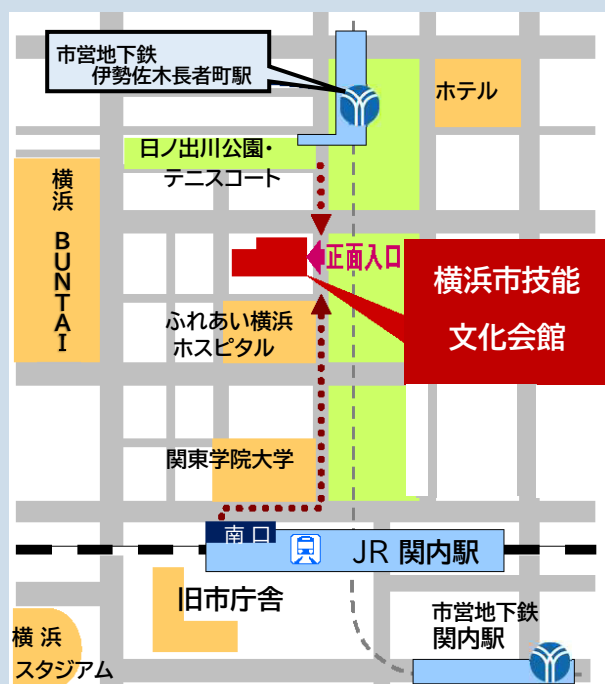 市営地下鉄
伊勢佐木長者町駅
ホテル
日ノ出川公園・
テニスコート
横浜 BUNTAI
正面入口
横浜市技能
文化会館
ふれあい横浜
ホスピタル
関東学院大学
南口
JR 関内駅
旧市庁舎
市営地下鉄
関内駅
横浜
スタジアム